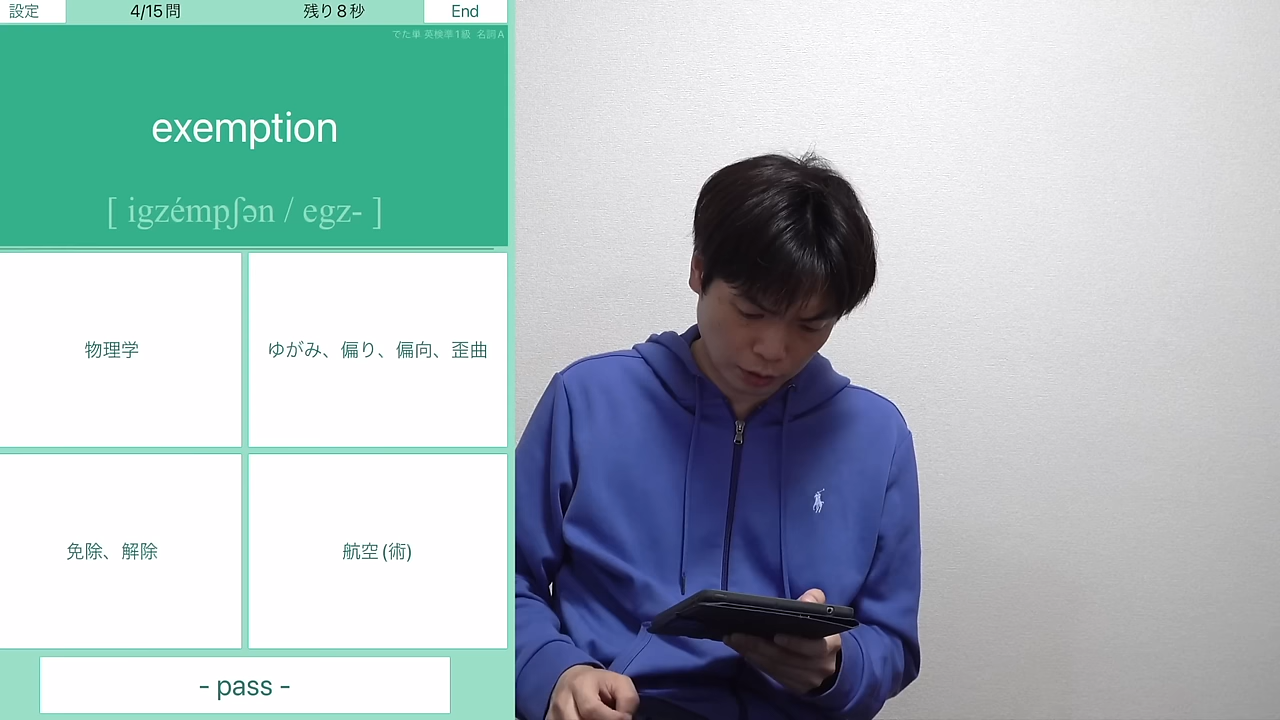 設定
4/15問
残り8秒
End
でた単 英検準1級 名詞A
exemption
[ igzémpʃən / egz- ]
物理学
ゆがみ、偏り、偏向、歪曲
免除、解除
航空(術)
- pass -